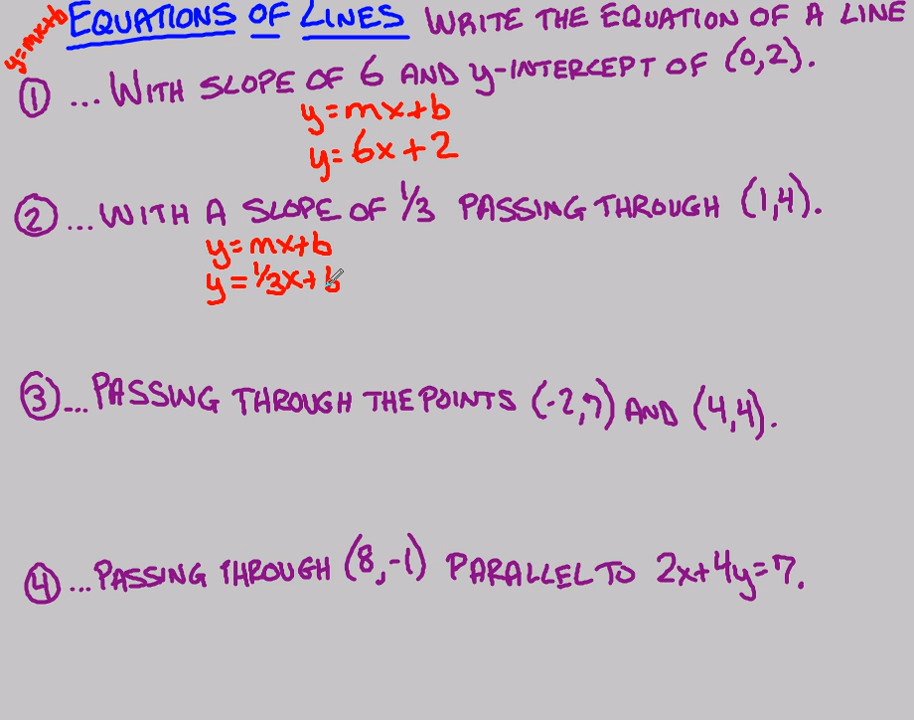 y=mx+b
EQUATIONS OF LINES WRITE THE EQUATION OF A LINE
① ... WITH SLOPE OF 6 AND y-INTERCEPT OF (0,2).
y=mx+b
y=6x+2
② ... WITH A SLOPE OF 1/3 PASSING THROUGH (1,4).
y=mx+b
y=1/3x+b
③ ... PASSING THROUGH THE POINTS (-2,7) AND (4,4).
④ ... PASSING THROUGH (8,-1) PARALLEL TO 2x+4y=7.